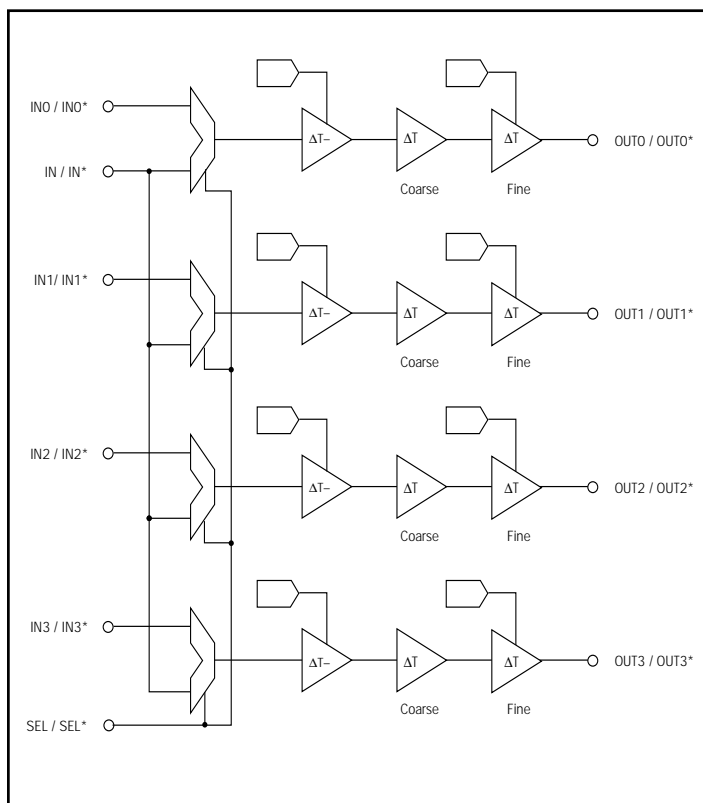 IN0 / IN0*
IN / IN*
ΔT–
ΔT
ΔT
OUT0 / OUT0*
Coarse
Fine
IN1/ IN1*
ΔT–
ΔT
ΔT
OUT1 / OUT1*
Coarse
Fine
IN2 / IN2*
ΔT–
ΔT
ΔT
OUT2 / OUT2*
Coarse
Fine
IN3 / IN3*
ΔT–
ΔT
ΔT
OUT3 / OUT3*
Coarse
Fine
SEL / SEL*